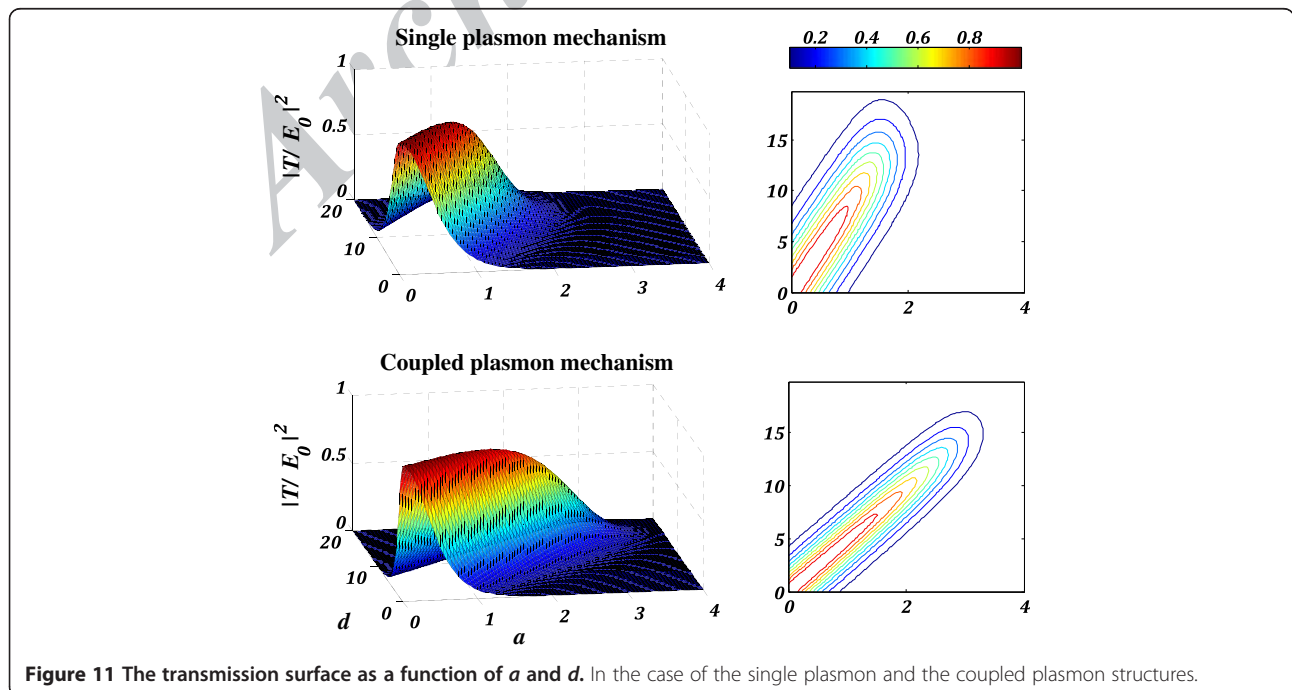 Single plasmon mechanism
0.2 0.4 0.6 0.8
1
0.5
0
|T/ E0|2
20
10
0
0 1 2 3 4
15
10
5
0
0 2 4
Coupled plasmon mechanism
1
0.5
0
|T/ E0|2
20
10
0
d
0 1 2 3 4
a
15
10
5
0
0 2 4
Figure 11 The transmission surface as a function of a and d. In the case of the single plasmon and the coupled plasmon structures.